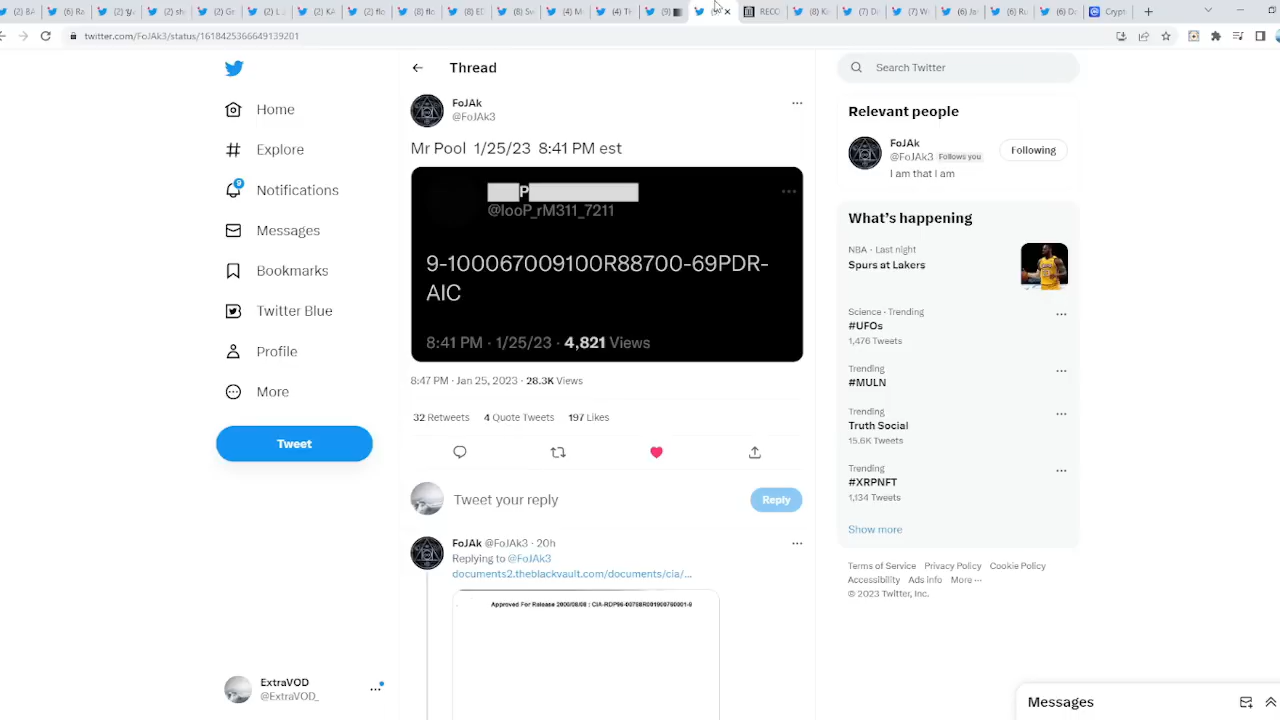 twitter.com/FoJAk3/status/1618425366649139201
Home
Explore
Notifications
Messages
Bookmarks
Twitter Blue
Profile
More
Tweet
ExtraVOD
@ExtraVOD_
Thread
FoJAk
@FoJAk3
Mr Pool 1/25/23 8:41 PM est
P
@looP_rM311_7211
9-100067009100R88700-69PDR-
AIC
8:41 PM · 1/25/23 · 4,821 Views
8:47 PM · Jan 25, 2023 · 28.3K Views
32 Retweets 4 Quote Tweets 197 Likes
Tweet your reply
Reply
FoJAk @FoJAk3 · 20h
Replying to @FoJAk3
documents2.theblackvault.com/documents/cia/...
Search Twitter
Relevant people
FoJAk
@FoJAk3 Follows you
Following
I am that I am
What's happening
NBA · Last night
Spurs at Lakers
Science · Trending
#UFOs
1,476 Tweets
Trending
#MULN
Trending
Truth Social
15.6K Tweets
Trending
#XRPNFT
1,134 Tweets
Show more
Terms of Service Privacy Policy Cookie Policy
Accessibility Ads info More ···
© 2023 Twitter, Inc.
Messages